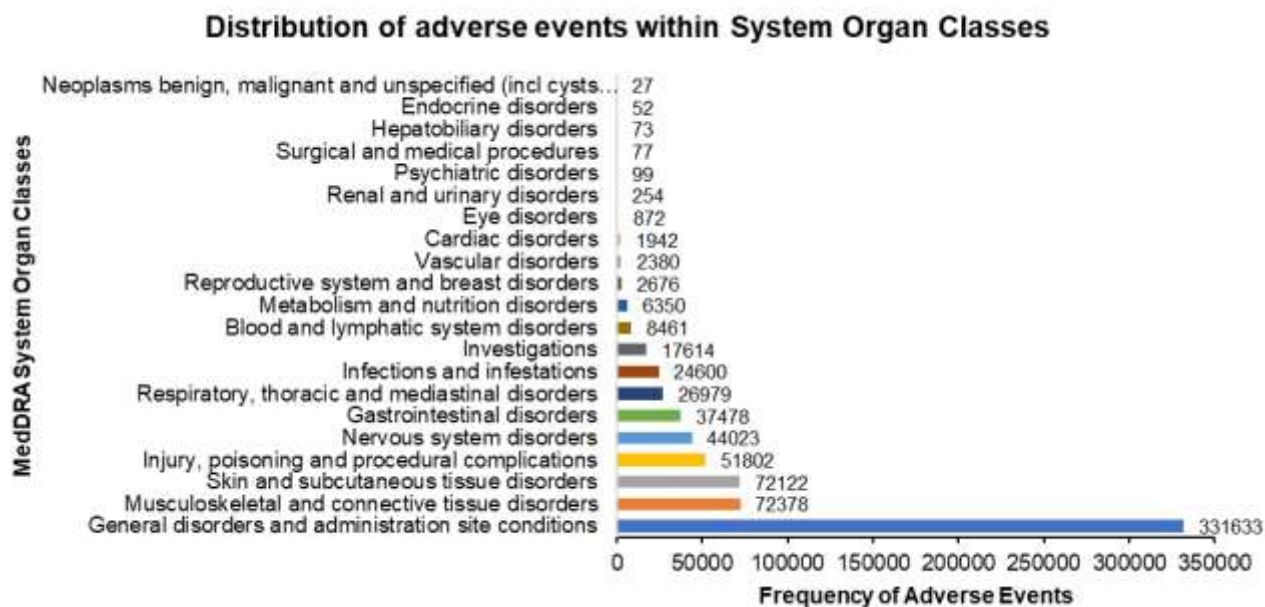 Distribution of adverse events within System Organ Classes
MedDRA System Organ Classes
Neoplasms benign, malignant and unspecified (incl cysts... 27
Endocrine disorders 52
Hepatobiliary disorders 73
Surgical and medical procedures 77
Psychiatric disorders 99
Renal and urinary disorders 254
Eye disorders 872
Cardiac disorders 1942
Vascular disorders 2380
Reproductive system and breast disorders 2676
Metabolism and nutrition disorders 6350
Blood and lymphatic system disorders 8461
Investigations 17614
Infections and infestations 24600
Respiratory, thoracic and mediastinal disorders 26979
Gastrointestinal disorders 37478
Nervous system disorders 44023
Injury, poisoning and procedural complications 51802
Skin and subcutaneous tissue disorders 72122
Musculoskeletal and connective tissue disorders 72378
General disorders and administration site conditions 331633
0 50000 100000 150000 200000 250000 300000 350000
Frequency of Adverse Events